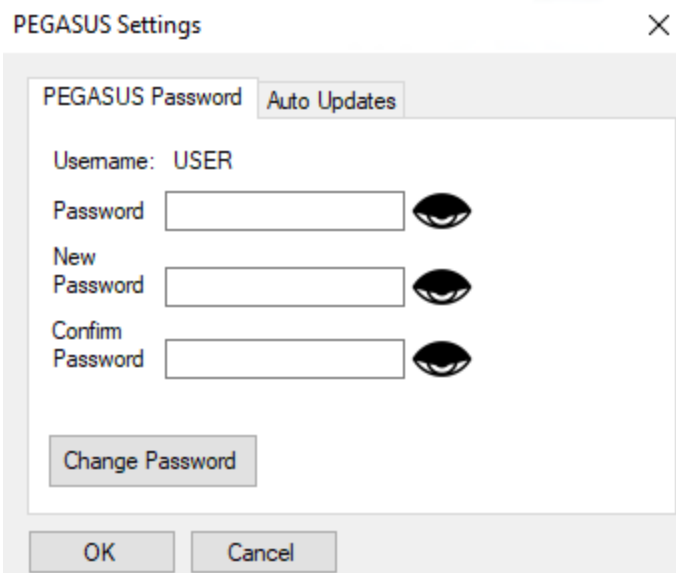 PEGASUS Settings
PEGASUS Password
Auto Updates
Username: USER
Password
New
Password
Confirm
Password
Change Password
OK
Cancel